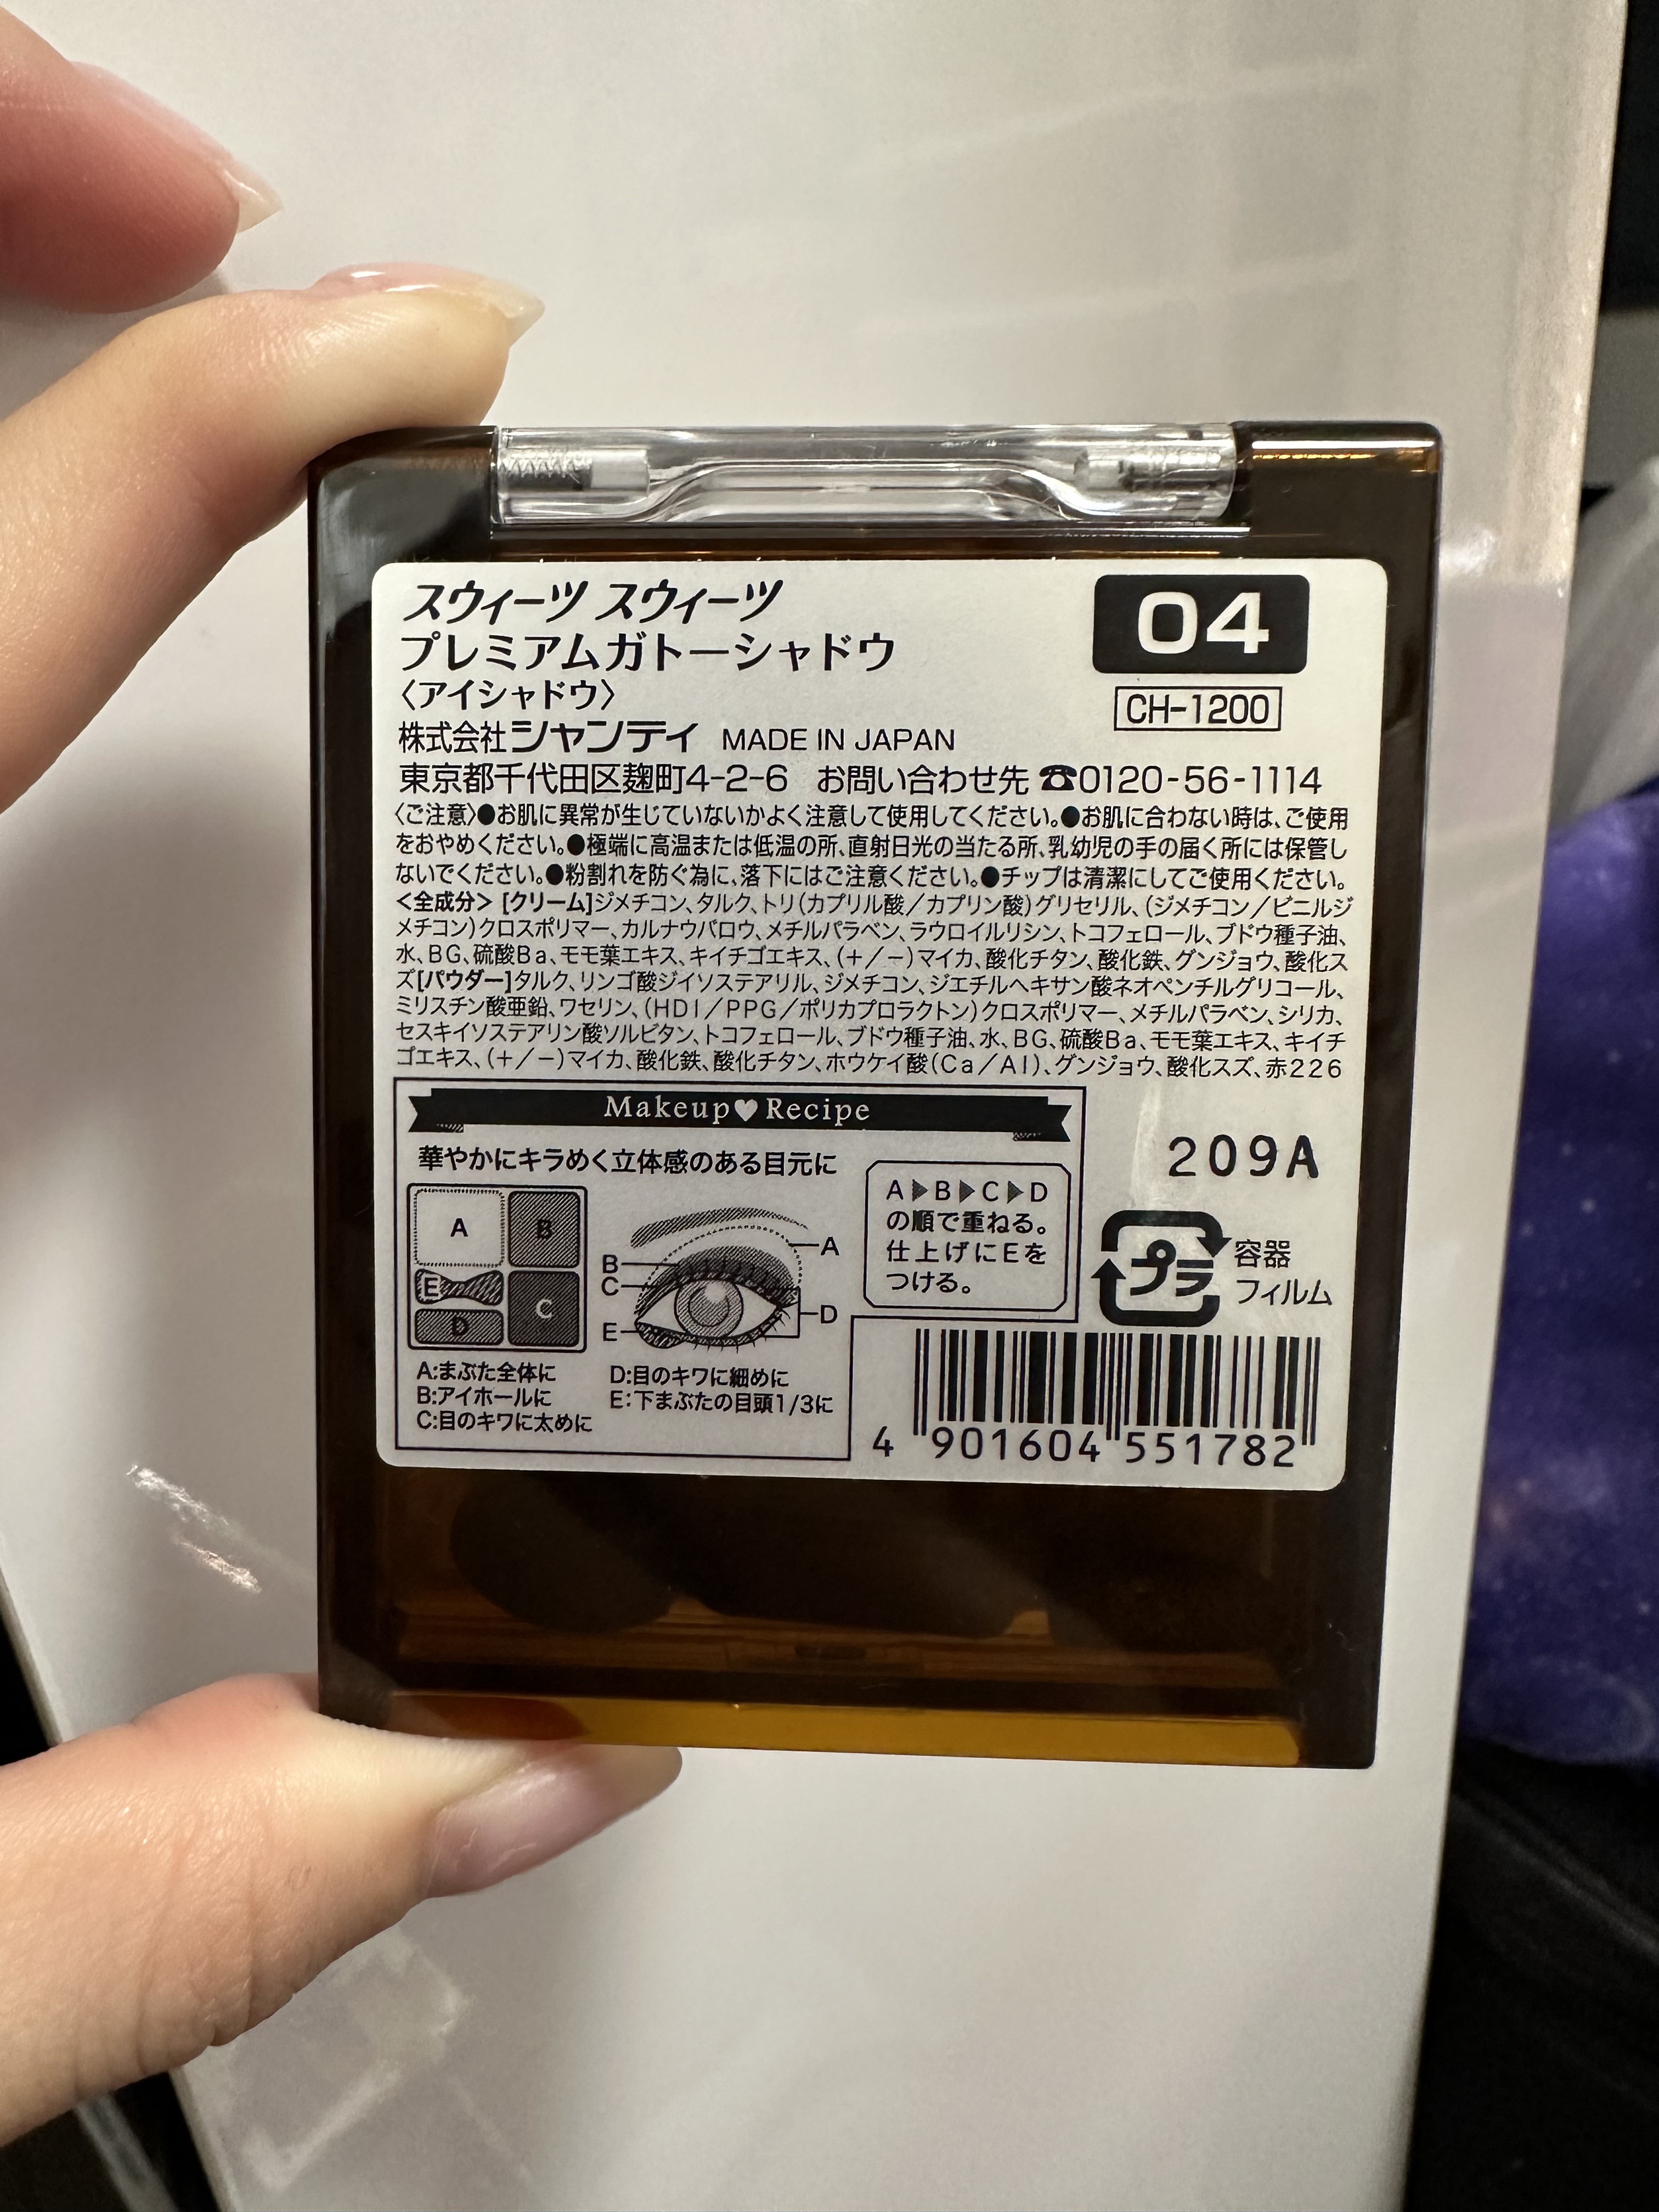 スウィーツ スウィーツ
プレミアムガトーシャドウ
〈アイシャドウ〉
株式会社シャンティ MADE IN JAPAN
東京都千代田区麹町4-2-6 お問い合わせ先☎0120-56-1114
04
CH-1200
〈ご注意〉●お肌に異常が生じていないかよく注意して使用してください。●お肌に合わない時は、ご使用
をおやめください。●極端に高温または低温の所、直射日光の当たる所、乳幼児の手の届く所には保管し
ないでください。●粉割れを防ぐ為に、落下にはご注意ください。●チップは清潔にしてご使用ください。
<全成分> [クリーム]ジメチコン、タルク、トリ(カプリル酸/カプリン酸)グリセリル、(ジメチコン/ビニルジ
メチコン)クロスポリマー、カルナウバロウ、メチルパラベン、ラウロイルリシン、トコフェロール、ブドウ種子油、
水、BG、硫酸Ba、モモ葉エキス、キイチゴエキス、(+/-)マイカ、酸化チタン、酸化鉄、グンジョウ、酸化ス
ズ[パウダー]タルク、リンゴ酸ジイソステアリル、ジメチコン、ジエチルヘキサン酸ネオペンチルグリコール、
ミリスチン酸亜鉛、ワセリン、(HDI/PPG/ポリカプロラクトン)クロスポリマー、メチルパラベン、シリカ、
セスキイソステアリン酸ソルビタン、トコフェロール、ブドウ種子油、水、BG、硫酸Ba、モモ葉エキス、キイチ
ゴエキス、(+/-)マイカ、酸化鉄、酸化チタン、ホウケイ酸(Ca/Al)、グンジョウ、酸化スズ、赤226
Makeup♥Recipe
華やかにキラめく立体感のある目元に
A
B
E
C
D
B
C
E
A
D
A▶B▶C▶D
の順で重ねる。
仕上げにEを
つける。
A:まぶた全体に
B:アイホールに
C:目のキワに太めに
D:目のキワに細めに
E:下まぶたの目頭1/3に
209A
プラ
容器
フィルム
4 901604 551782